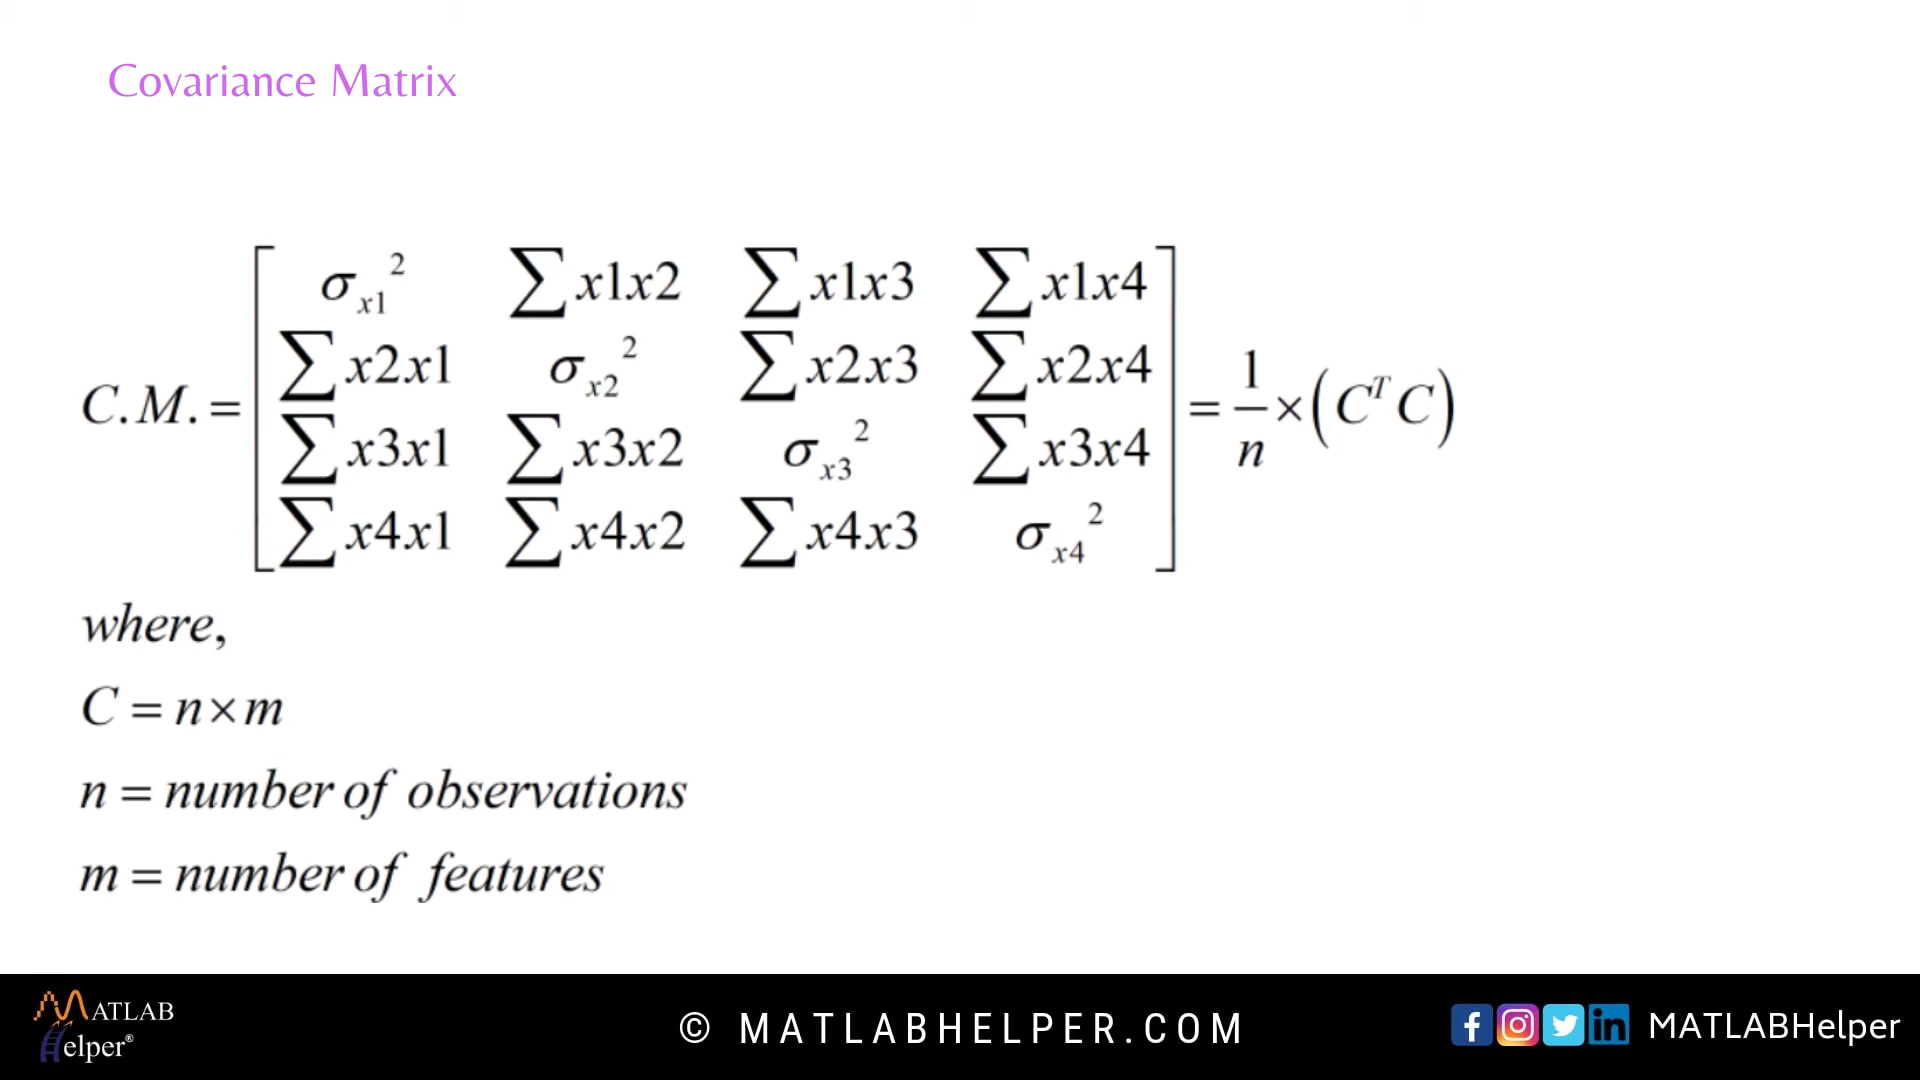 Covariance Matrix
σx1² ∑x1x2 ∑x1x3 ∑x1x4
∑x2x1 σx2² ∑x2x3 ∑x2x4
C.M. = = 1/n × (CᵀC)
∑x3x1 ∑x3x2 σx3² ∑x3x4
∑x4x1 ∑x4x2 ∑x4x3 σx4²
where,
C = n×m
n = number of observations
m = number of features
MATLAB
Helper®
© MATLABHELPER.COM
MATLABHelper